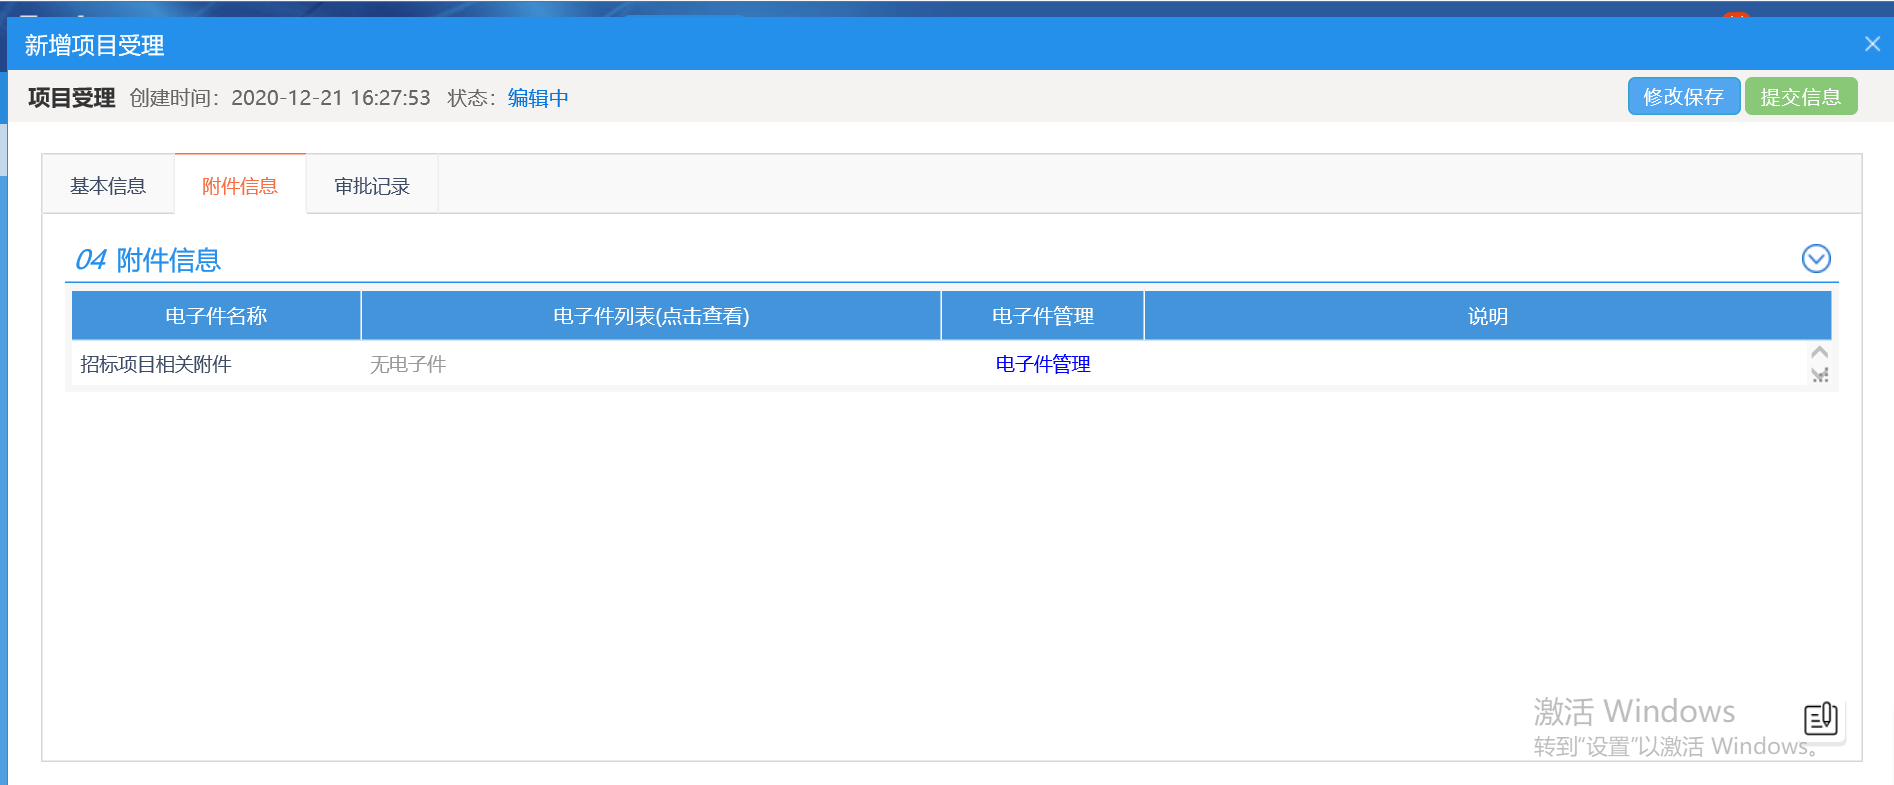 新增项目受理
项目受理 创建时间：2020-12-21 16:27:53 状态：编辑中 修改保存 提交信息
基本信息 附件信息 审批记录
04 附件信息
电子件名称 电子件列表(点击查看) 电子件管理 说明
招标项目相关附件 无电子件 电子件管理
激活 Windows
转到“设置”以激活 Windows。